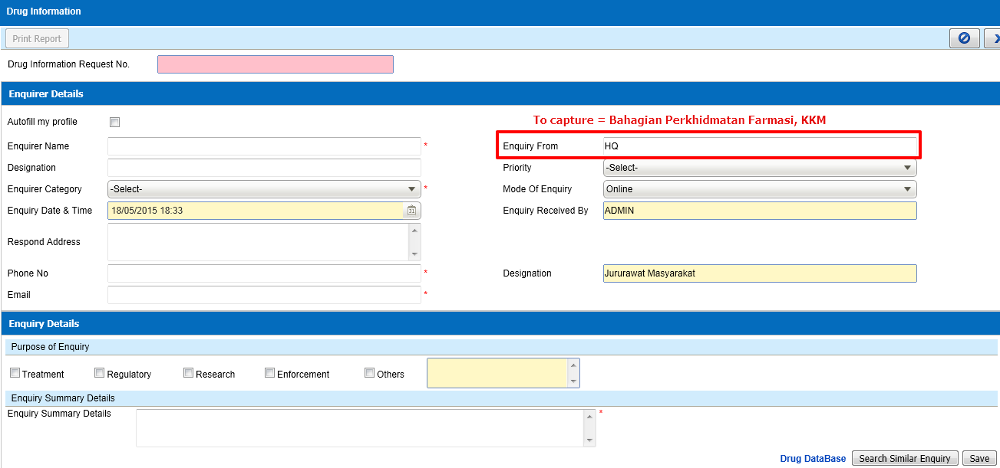 Drug Information
Print Report
Drug Information Request No.
Enquirer Details
Autofill my profile
To capture = Bahagian Perkhidmatan Farmasi, KKM
Enquirer Name *
Enquiry From HQ
Designation
Priority -Select-
Enquirer Category -Select- *
Mode Of Enquiry Online
Enquiry Date & Time 18/05/2015 18:33 31
Enquiry Received By ADMIN
Respond Address
Phone No *
Designation Jururawat Masyarakat
Email *
Enquiry Details
Purpose of Enquiry
Treatment Regulatory Research Enforcement Others
Enquiry Summary Details
Enquiry Summary Details *
Drug DataBase Search Similar Enquiry Save